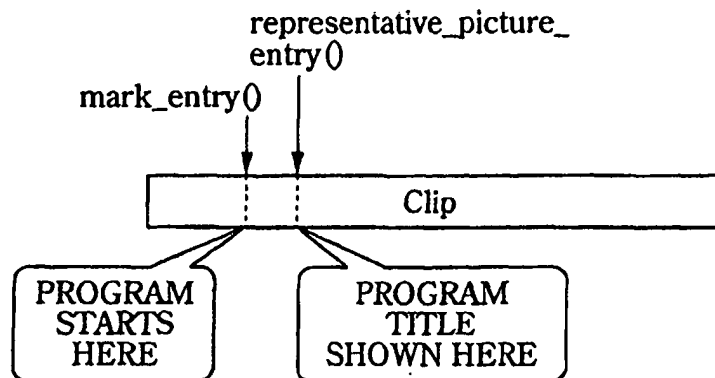 representative_picture_
entry()
mark_entry()
Clip
PROGRAM
STARTS
HERE
PROGRAM
TITLE
SHOWN HERE